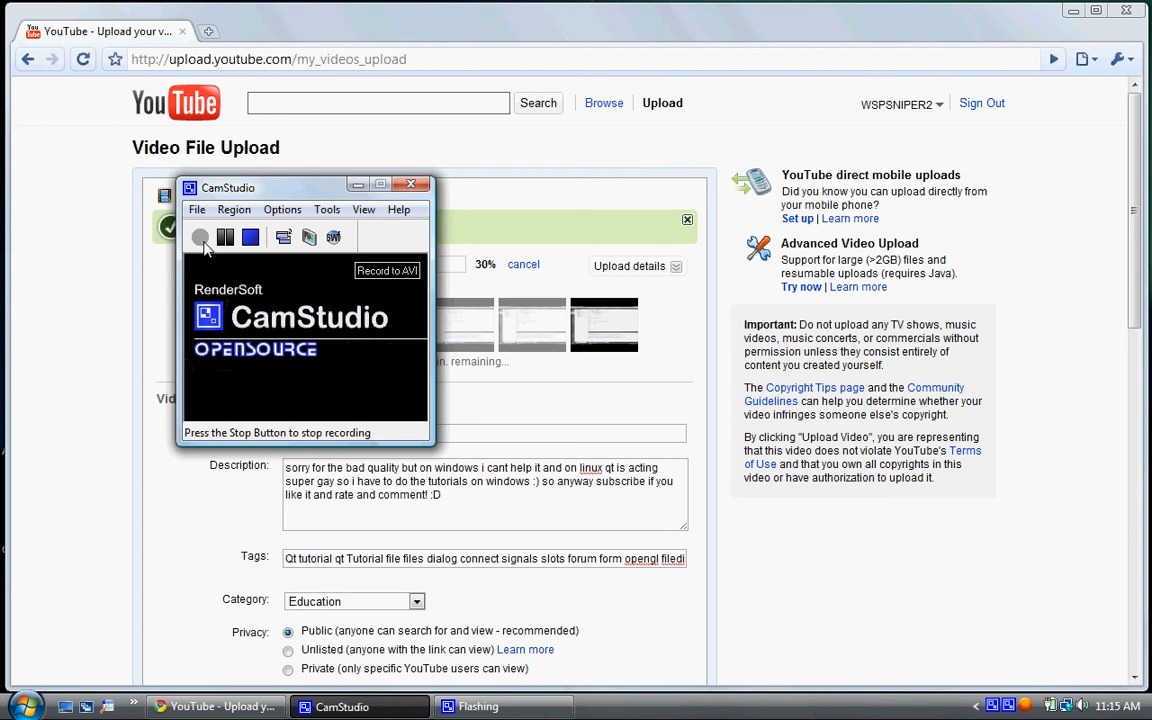 YouTube - Upload your v...
http://upload.youtube.com/my_videos_upload
YouTube
Search
Browse
Upload
WSPSNIPER2
Sign Out
Video File Upload
CamStudio
File Region Options Tools View Help
Record to AVI
RenderSoft
CamStudio
OPENSOURCE
Press the Stop Button to stop recording
30%
cancel
Upload details
remaining...
Description:
sorry for the bad quality but on windows i cant help it and on linux qt is acting
super gay so i have to do the tutorials on windows :) so anyway subscribe if you
like it and rate and comment! :D
Tags:
Qt tutorial qt Tutorial file files dialog connect signals slots forum form opengl filedi
Category:
Education
Privacy:
Public (anyone can search for and view - recommended)
Unlisted (anyone with the link can view) Learn more
Private (only specific YouTube users can view)
YouTube direct mobile uploads
Did you know you can upload directly from
your mobile phone?
Set up | Learn more
Advanced Video Upload
Support for large (>2GB) files and
resumable uploads (requires Java).
Try now | Learn more
Important: Do not upload any TV shows, music
videos, music concerts, or commercials without
permission unless they consist entirely of
content you created yourself.
The Copyright Tips page and the Community
Guidelines can help you determine whether your
video infringes someone else's copyright.
By clicking "Upload Video", you are representing
that this video does not violate YouTube's Terms
of Use and that you own all copyrights in this
video or have authorization to upload it.
YouTube - Upload y...
CamStudio
Flashing
11:15 AM